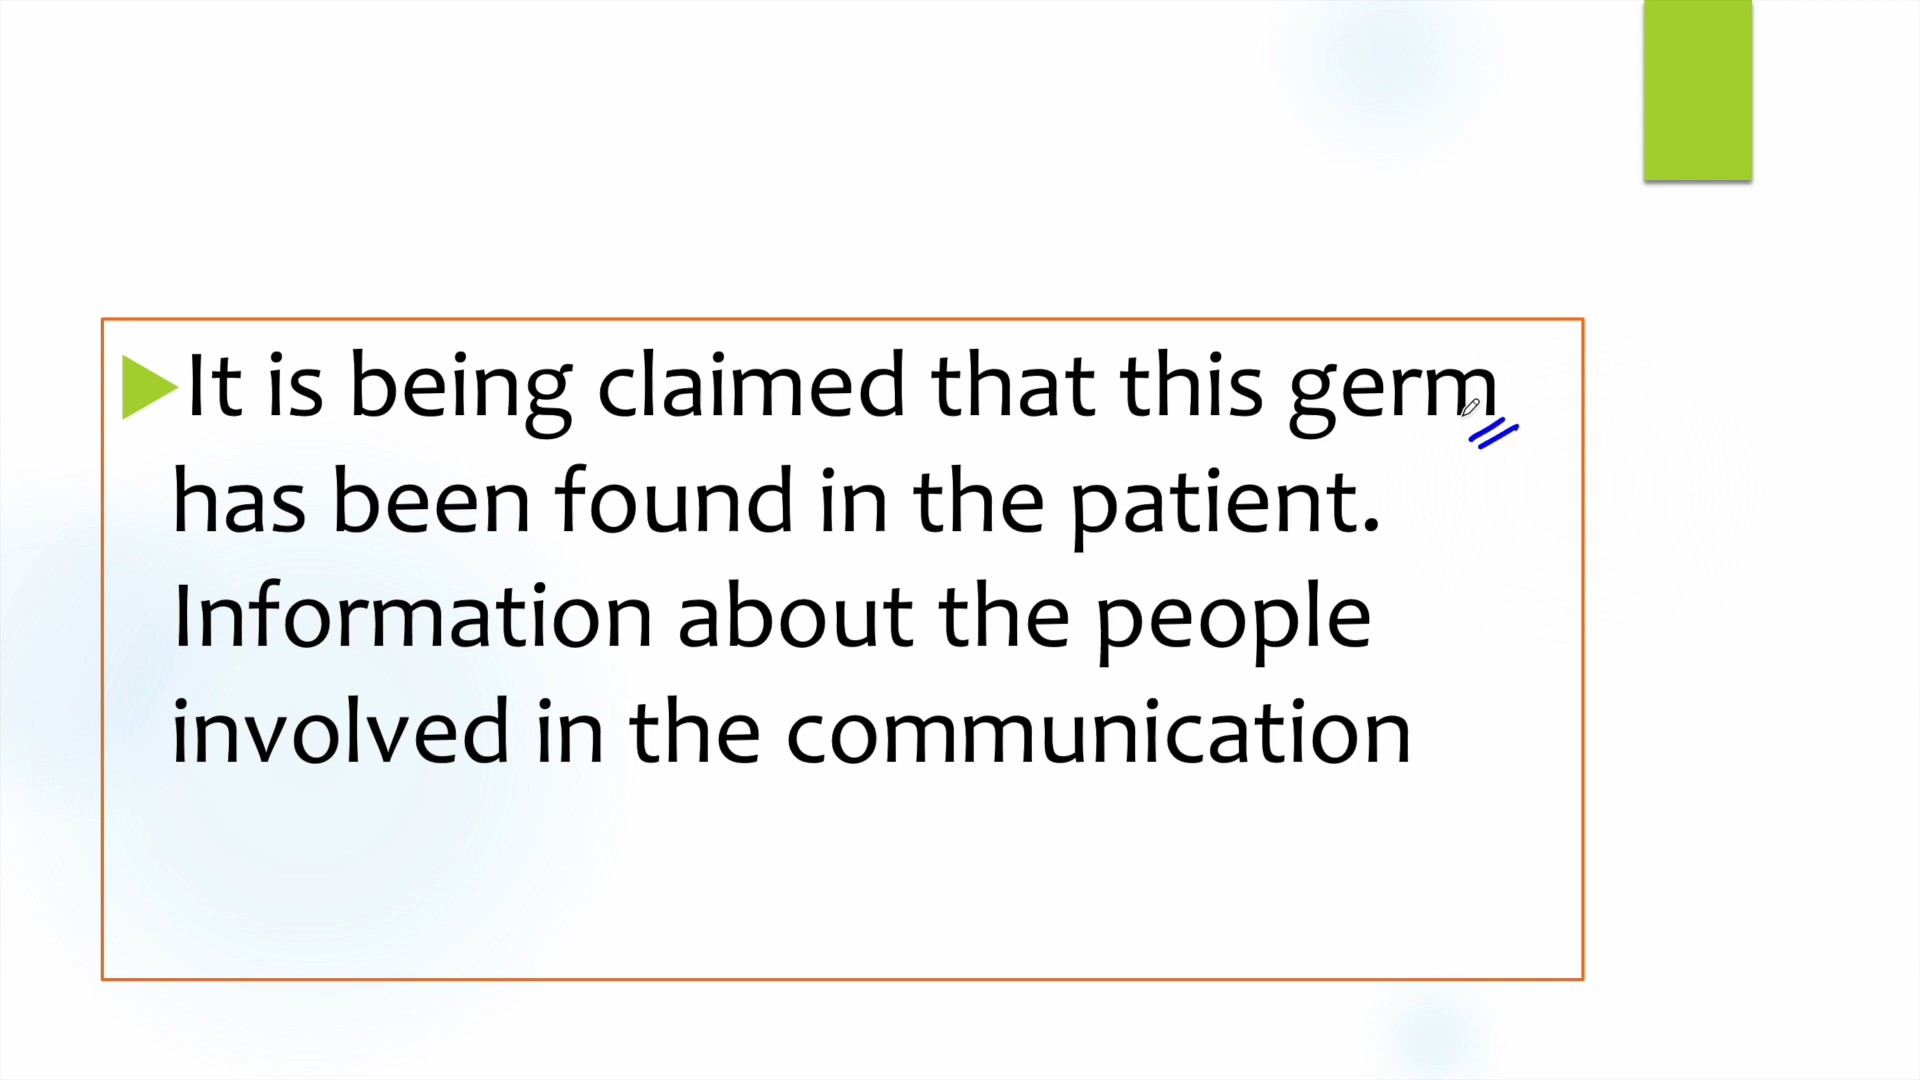 It is being claimed that this germ
has been found in the patient.
Information about the people
involved in the communication